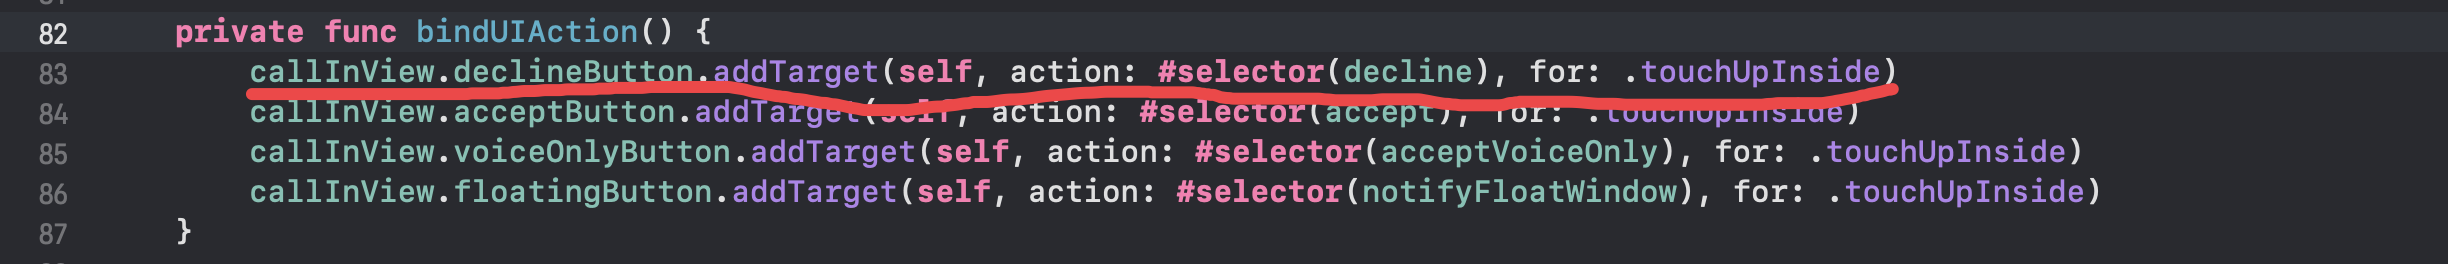 82 private func bindUIAction() {
83 callInView.declineButton.addTarget(self, action: #selector(decline), for: .touchUpInside)
84 callInView.acceptButton.addTarget(self, action: #selector(accept), for: .touchUpInside)
85 callInView.voiceOnlyButton.addTarget(self, action: #selector(acceptVoiceOnly), for: .touchUpInside)
86 callInView.floatingButton.addTarget(self, action: #selector(notifyFloatWindow), for: .touchUpInside)
87 }